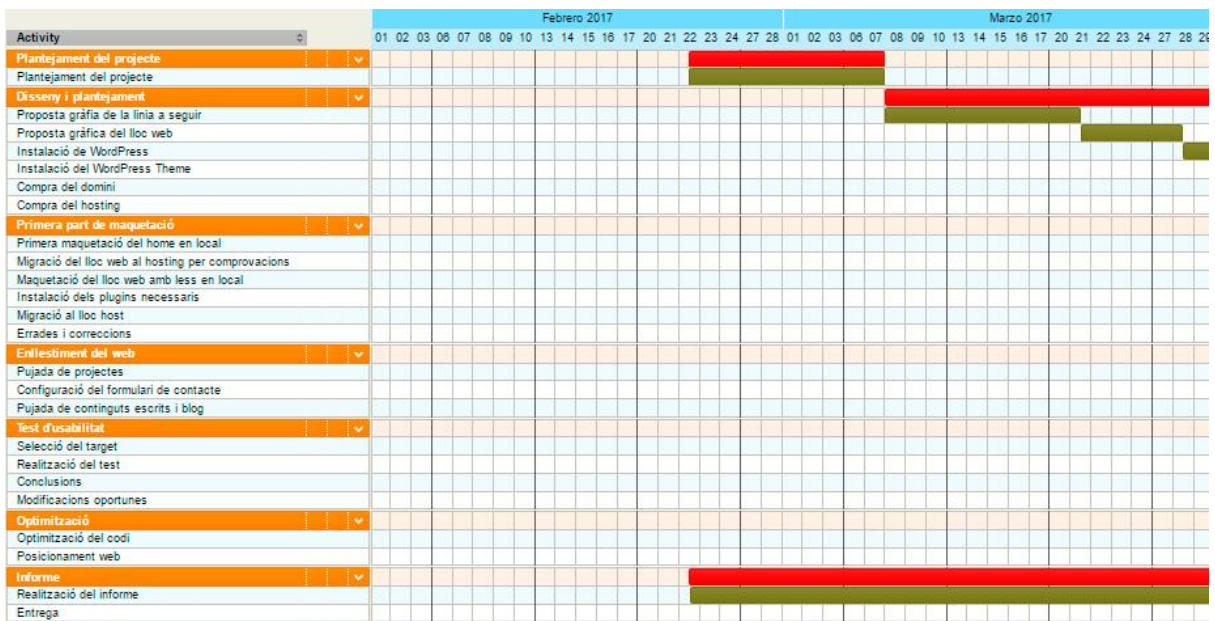 Febrero 2017 Marzo 2017
Activity 01 02 03 06 07 08 09 10 13 14 15 16 17 20 21 22 23 24 27 28 01 02 03 06 07 08 09 10 13 14 15 16 17 20 21 22 23 24 27 28 29
Plantejament del projecte
Plantejament del projecte
Disseny i plantejament
Proposta gràfia de la linia a seguir
Proposta gràfica del lloc web
Instalació de WordPress
Instalació del WordPress Theme
Compra del domini
Compra del hosting
Primera part de maquetació
Primera maquetació del home en local
Migració del lloc web al hosting per comprovacions
Maquetació del lloc web amb less en local
Instalació dels plugins necessaris
Migració al lloc host
Errades i correccions
Enllestiment del web
Pujada de projectes
Configuració del formulari de contacte
Pujada de continguts escrits i blog
Test d'usabilitat
Selecció del target
Realització del test
Conclusions
Modificacions oportunes
Optimització
Optimització del codi
Posicionament web
Informe
Realització del informe
Entrega